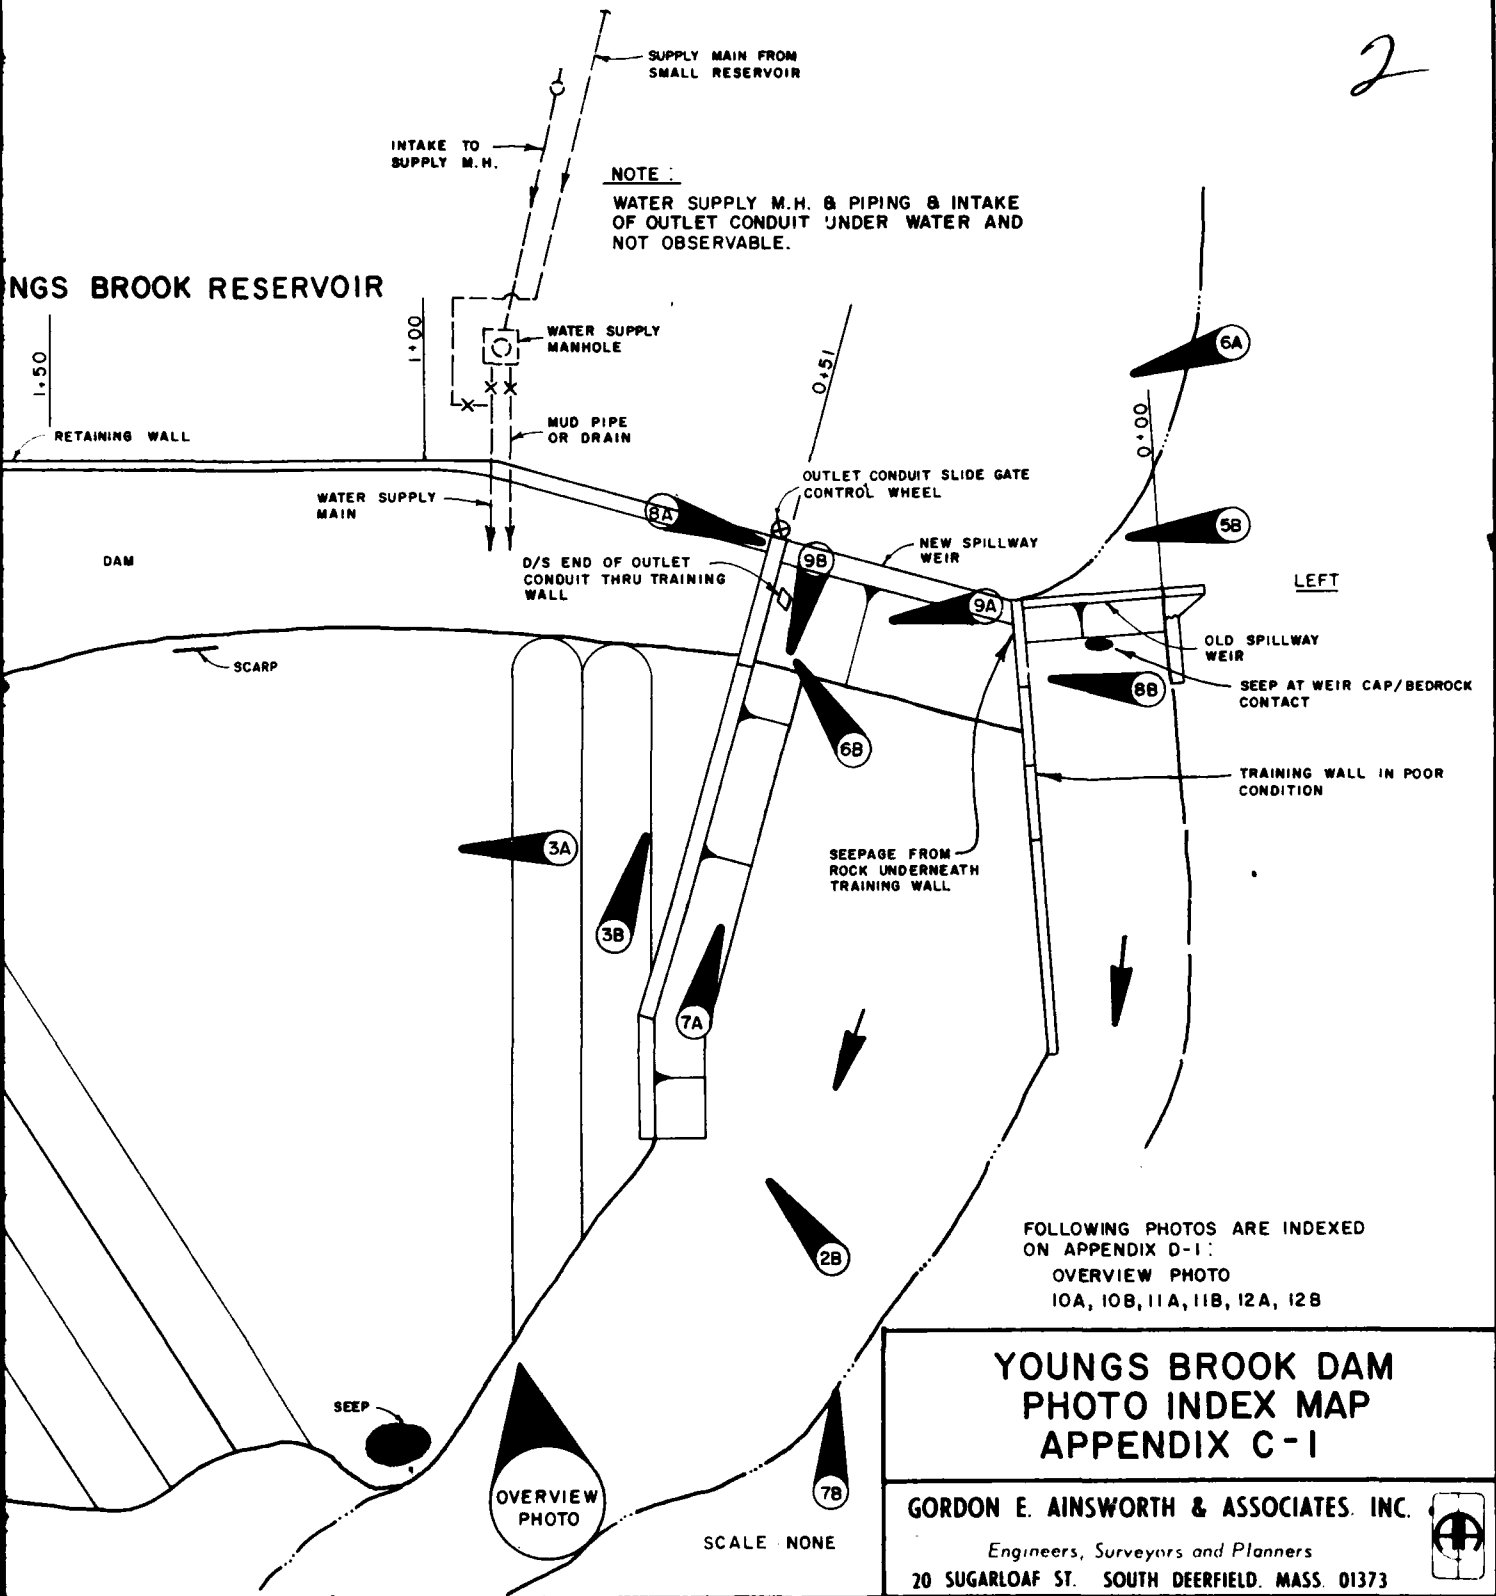 2
SUPPLY MAIN FROM
SMALL RESERVOIR
INTAKE TO
SUPPLY M.H.
NOTE :
WATER SUPPLY M.H. & PIPING & INTAKE
OF OUTLET CONDUIT UNDER WATER AND
NOT OBSERVABLE.
NGS BROOK RESERVOIR
1+50
1+00
WATER SUPPLY
MANHOLE
0+51
6A
0+00
RETAINING WALL
MUD PIPE
OR DRAIN
OUTLET CONDUIT SLIDE GATE
CONTROL WHEEL
WATER SUPPLY
MAIN
8A
5B
NEW SPILLWAY
WEIR
DAM
D/S END OF OUTLET
CONDUIT THRU TRAINING
WALL
9B
9A
LEFT
OLD SPILLWAY
WEIR
SCARP
8B
SEEP AT WEIR CAP/BEDROCK
CONTACT
6B
TRAINING WALL IN POOR
CONDITION
3A
SEEPAGE FROM
ROCK UNDERNEATH
TRAINING WALL
3B
7A
2B
FOLLOWING PHOTOS ARE INDEXED
ON APPENDIX D-1:
OVERVIEW PHOTO
10A, 10B, 11A, 11B, 12A, 12B
SEEP
OVERVIEW
PHOTO
7B
SCALE NONE
YOUNGS BROOK DAM
PHOTO INDEX MAP
APPENDIX C-1
GORDON E. AINSWORTH & ASSOCIATES. INC.
Engineers, Surveyors and Planners
20 SUGARLOAF ST. SOUTH DEERFIELD. MASS. 01373